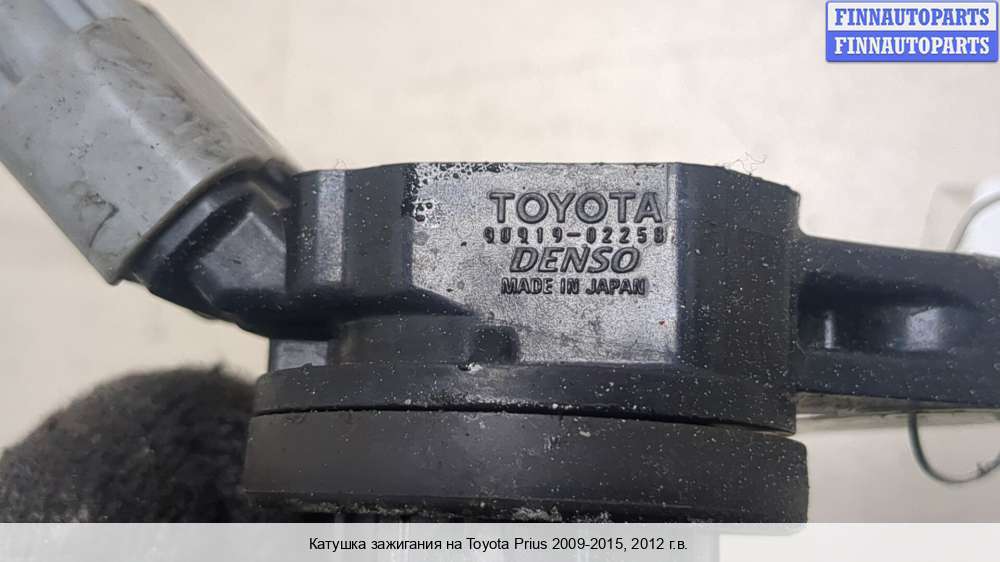 FINNAUTOPARTS
FINNAUTOPARTS
TOYOTA
90919-02258
DENSO
MADE IN JAPAN
Катушка зажигания на Toyota Prius 2009-2015, 2012 г.в.